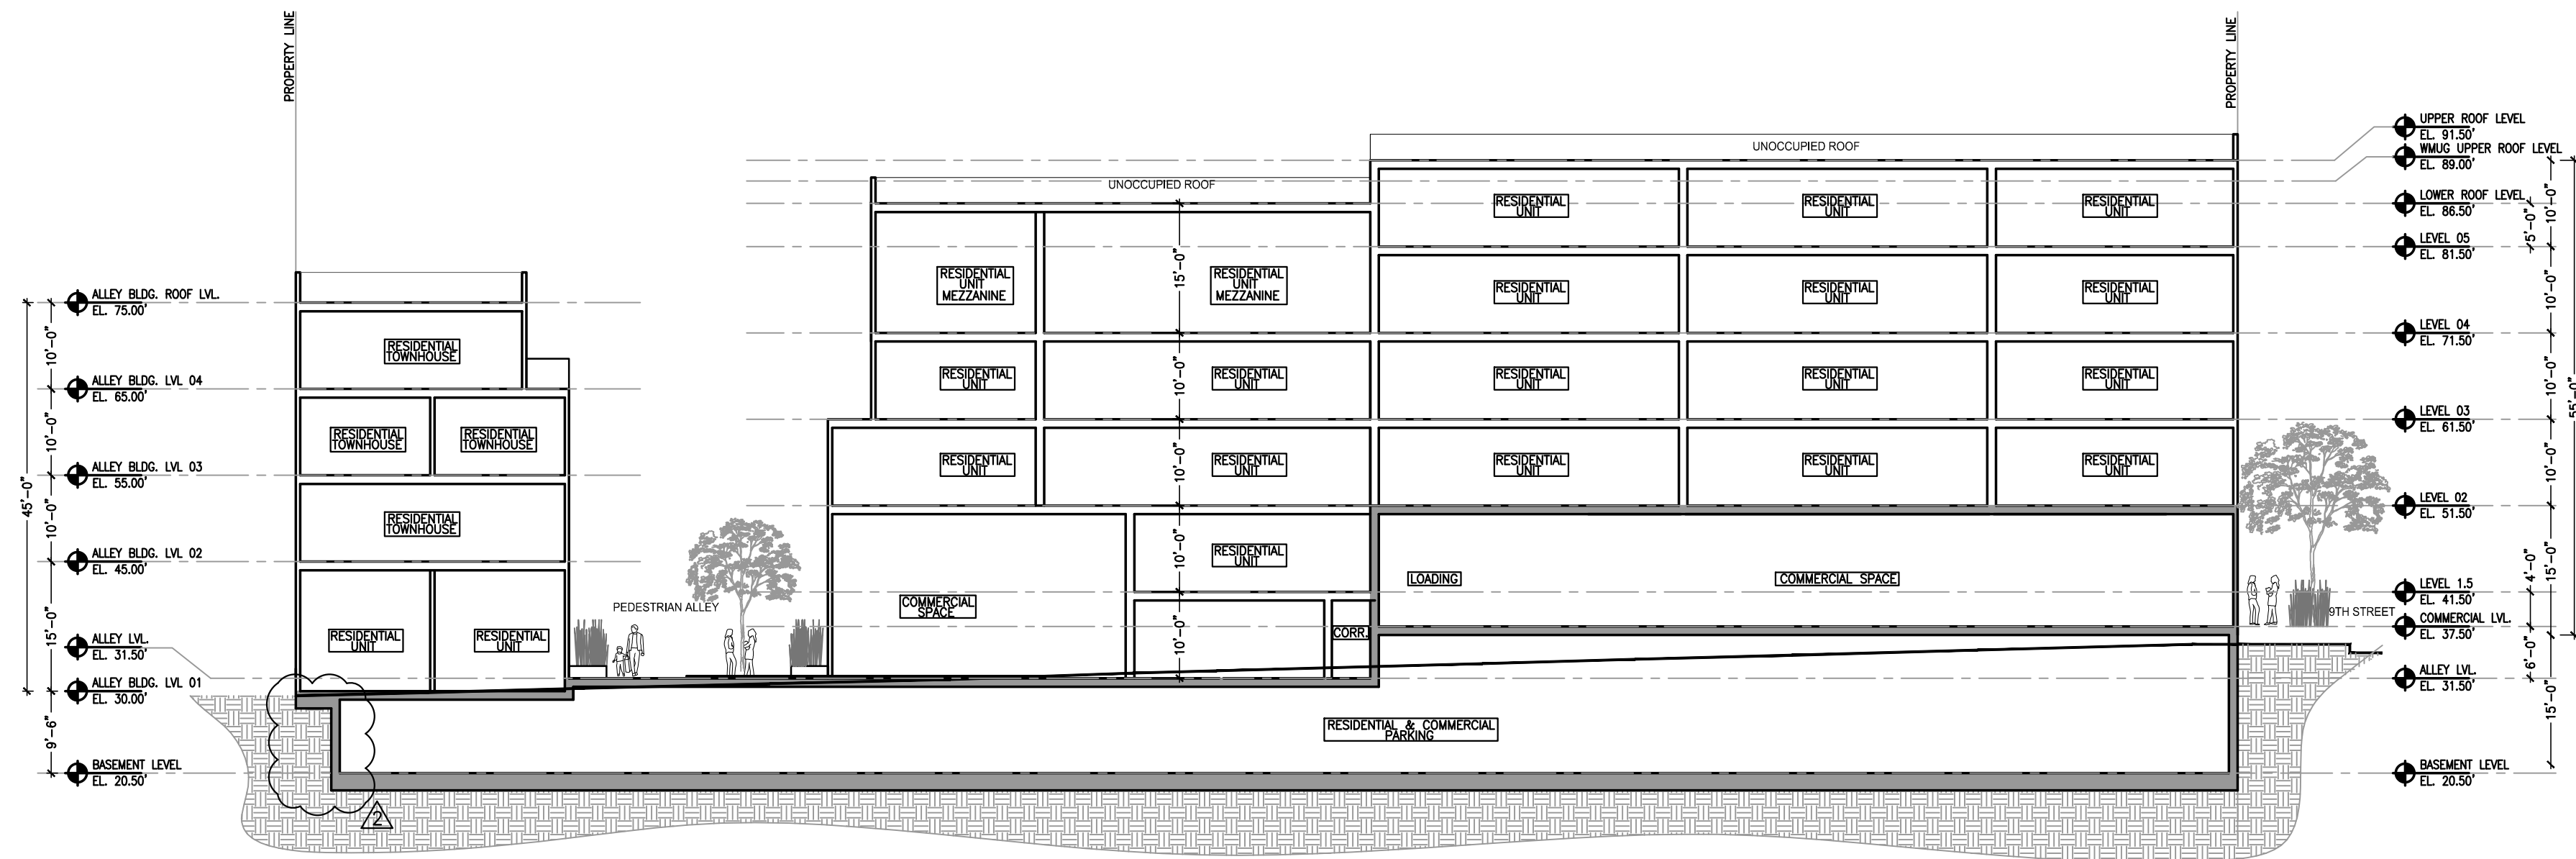 PROPERTY LINE
PROPERTY LINE
UPPER ROOF LEVEL
EL. 91.50'
WMUG UPPER ROOF LEVEL
EL. 89.00'
LOWER ROOF LEVEL
EL. 86.50'
LEVEL 05
EL. 81.50'
LEVEL 04
EL. 71.50'
LEVEL 03
EL. 61.50'
LEVEL 02
EL. 51.50'
LEVEL 1.5
EL. 41.50'
9TH STREET
COMMERCIAL LVL.
EL. 37.50'
ALLEY LVL.
EL. 31.50'
BASEMENT LEVEL
EL. 20.50'
10'-0"
5'-0"
10'-0"
10'-0"
10'-0"
55'-0"
15'-0"
4'-0"
6'-0"
15'-0"
UNOCCUPIED ROOF
UNOCCUPIED ROOF
RESIDENTIAL
UNIT
RESIDENTIAL
UNIT
RESIDENTIAL
UNIT
RESIDENTIAL
UNIT
MEZZANINE
15'-0"
RESIDENTIAL
UNIT
MEZZANINE
RESIDENTIAL
UNIT
RESIDENTIAL
UNIT
RESIDENTIAL
UNIT
RESIDENTIAL
UNIT
10'-0"
RESIDENTIAL
UNIT
RESIDENTIAL
UNIT
RESIDENTIAL
UNIT
RESIDENTIAL
UNIT
RESIDENTIAL
UNIT
10'-0"
RESIDENTIAL
UNIT
RESIDENTIAL
UNIT
RESIDENTIAL
UNIT
RESIDENTIAL
UNIT
10'-0"
RESIDENTIAL
UNIT
LOADING
COMMERCIAL SPACE
COMMERCIAL
SPACE
10'-0"
CORR.
PEDESTRIAN ALLEY
RESIDENTIAL & COMMERCIAL
PARKING
ALLEY BLDG. ROOF LVL.
EL. 75.00'
ALLEY BLDG. LVL 04
EL. 65.00'
ALLEY BLDG. LVL 03
EL. 55.00'
ALLEY BLDG. LVL 02
EL. 45.00'
ALLEY LVL.
EL. 31.50'
ALLEY BLDG. LVL 01
EL. 30.00'
BASEMENT LEVEL
EL. 20.50'
45'-0"
10'-0"
10'-0"
10'-0"
15'-0"
9'-6"
RESIDENTIAL
TOWNHOUSE
RESIDENTIAL
TOWNHOUSE
RESIDENTIAL
TOWNHOUSE
RESIDENTIAL
TOWNHOUSE
RESIDENTIAL
UNIT
RESIDENTIAL
UNIT
2